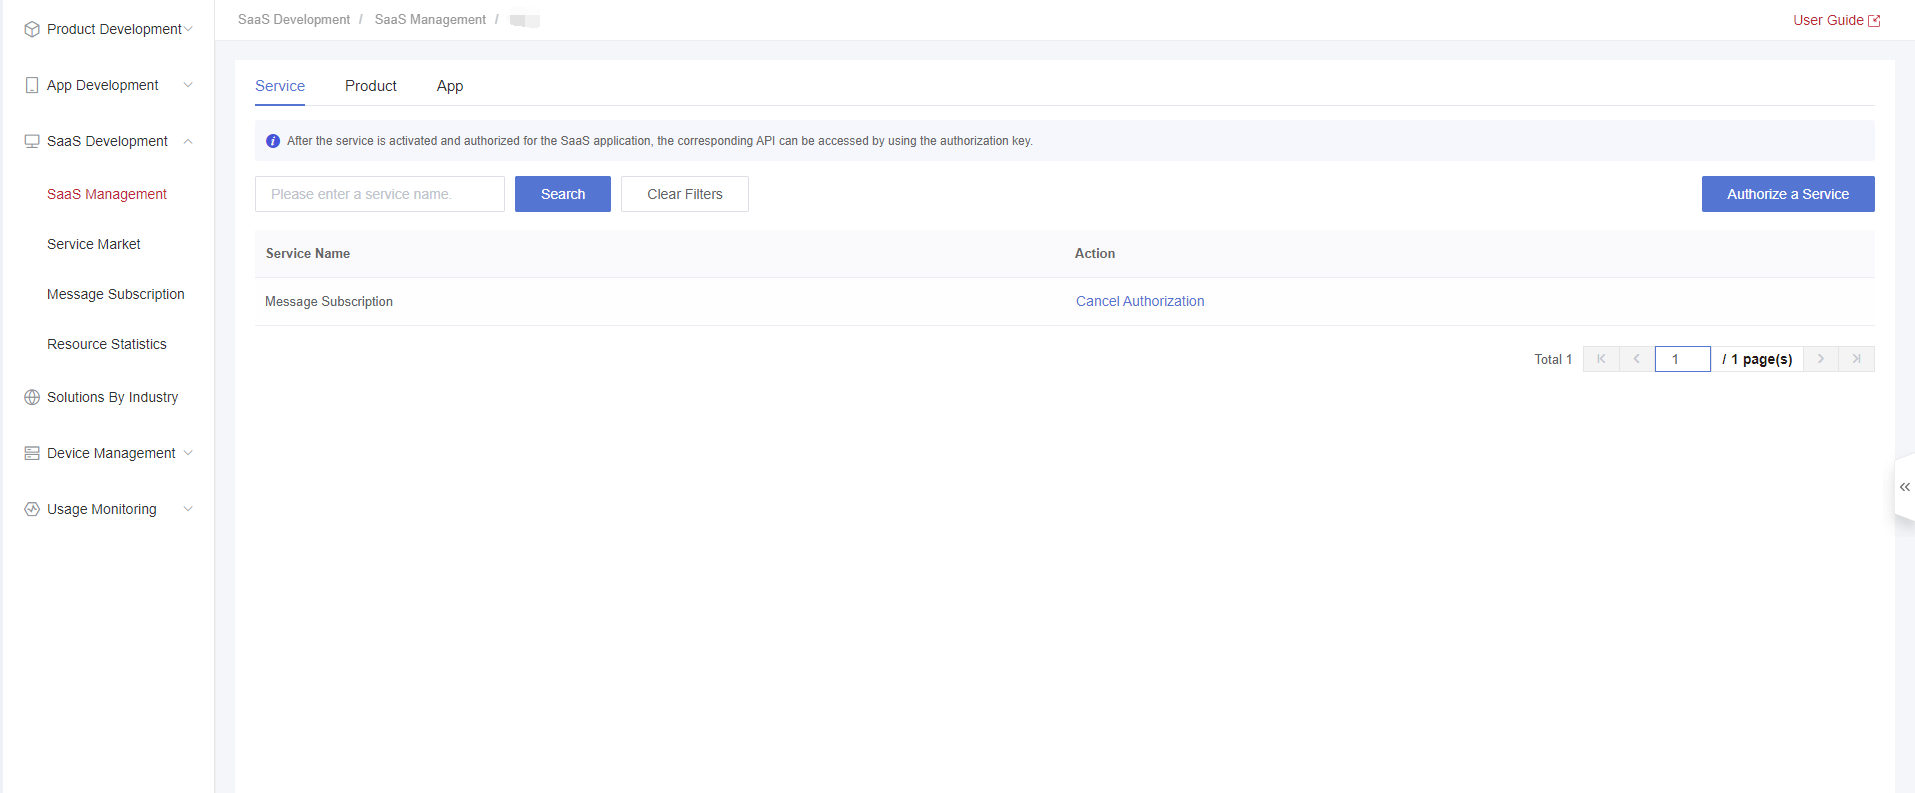 Product Development
App Development
SaaS Development
SaaS Management
Service Market
Message Subscription
Resource Statistics
Solutions By Industry
Device Management
Usage Monitoring
SaaS Development / SaaS Management /
User Guide
Service Product App
After the service is activated and authorized for the SaaS application, the corresponding API can be accessed by using the authorization key.
Please enter a service name. Search Clear Filters Authorize a Service
Service Name Action
Message Subscription Cancel Authorization
Total 1 1 / 1 page(s)